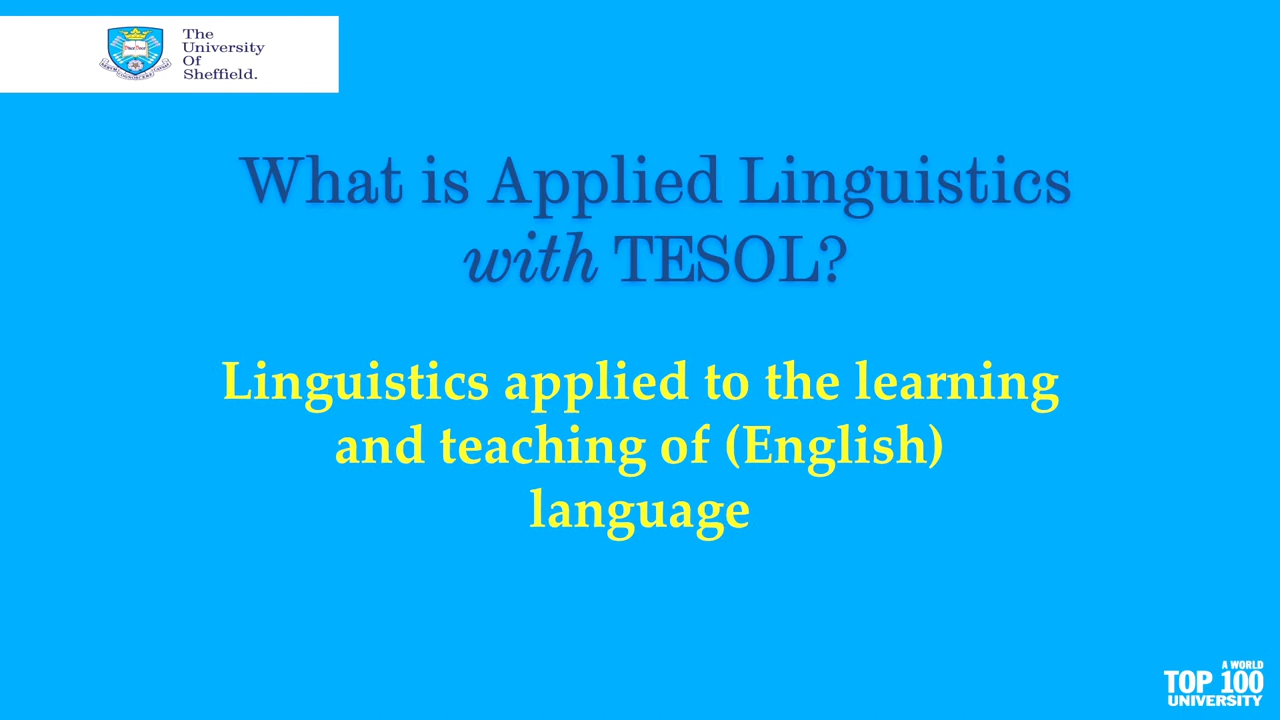 The
University
Of
Sheffield.
What is Applied Linguistics
with TESOL?
Linguistics applied to the learning
and teaching of (English)
language
A WORLD
TOP 100
UNIVERSITY